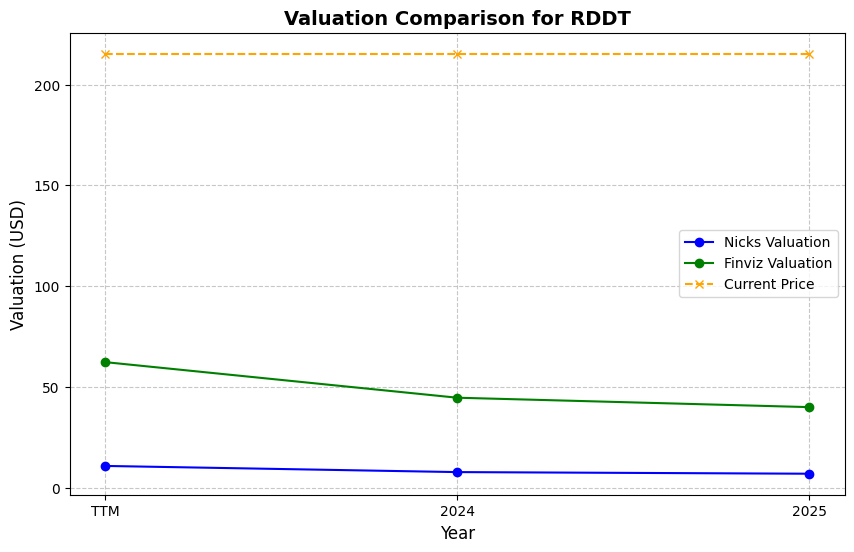 Valuation Comparison for RDDT
Valuation (USD)
200
150
100
50
0
Nicks Valuation
Finviz Valuation
Current Price
TTM
2024
2025
Year